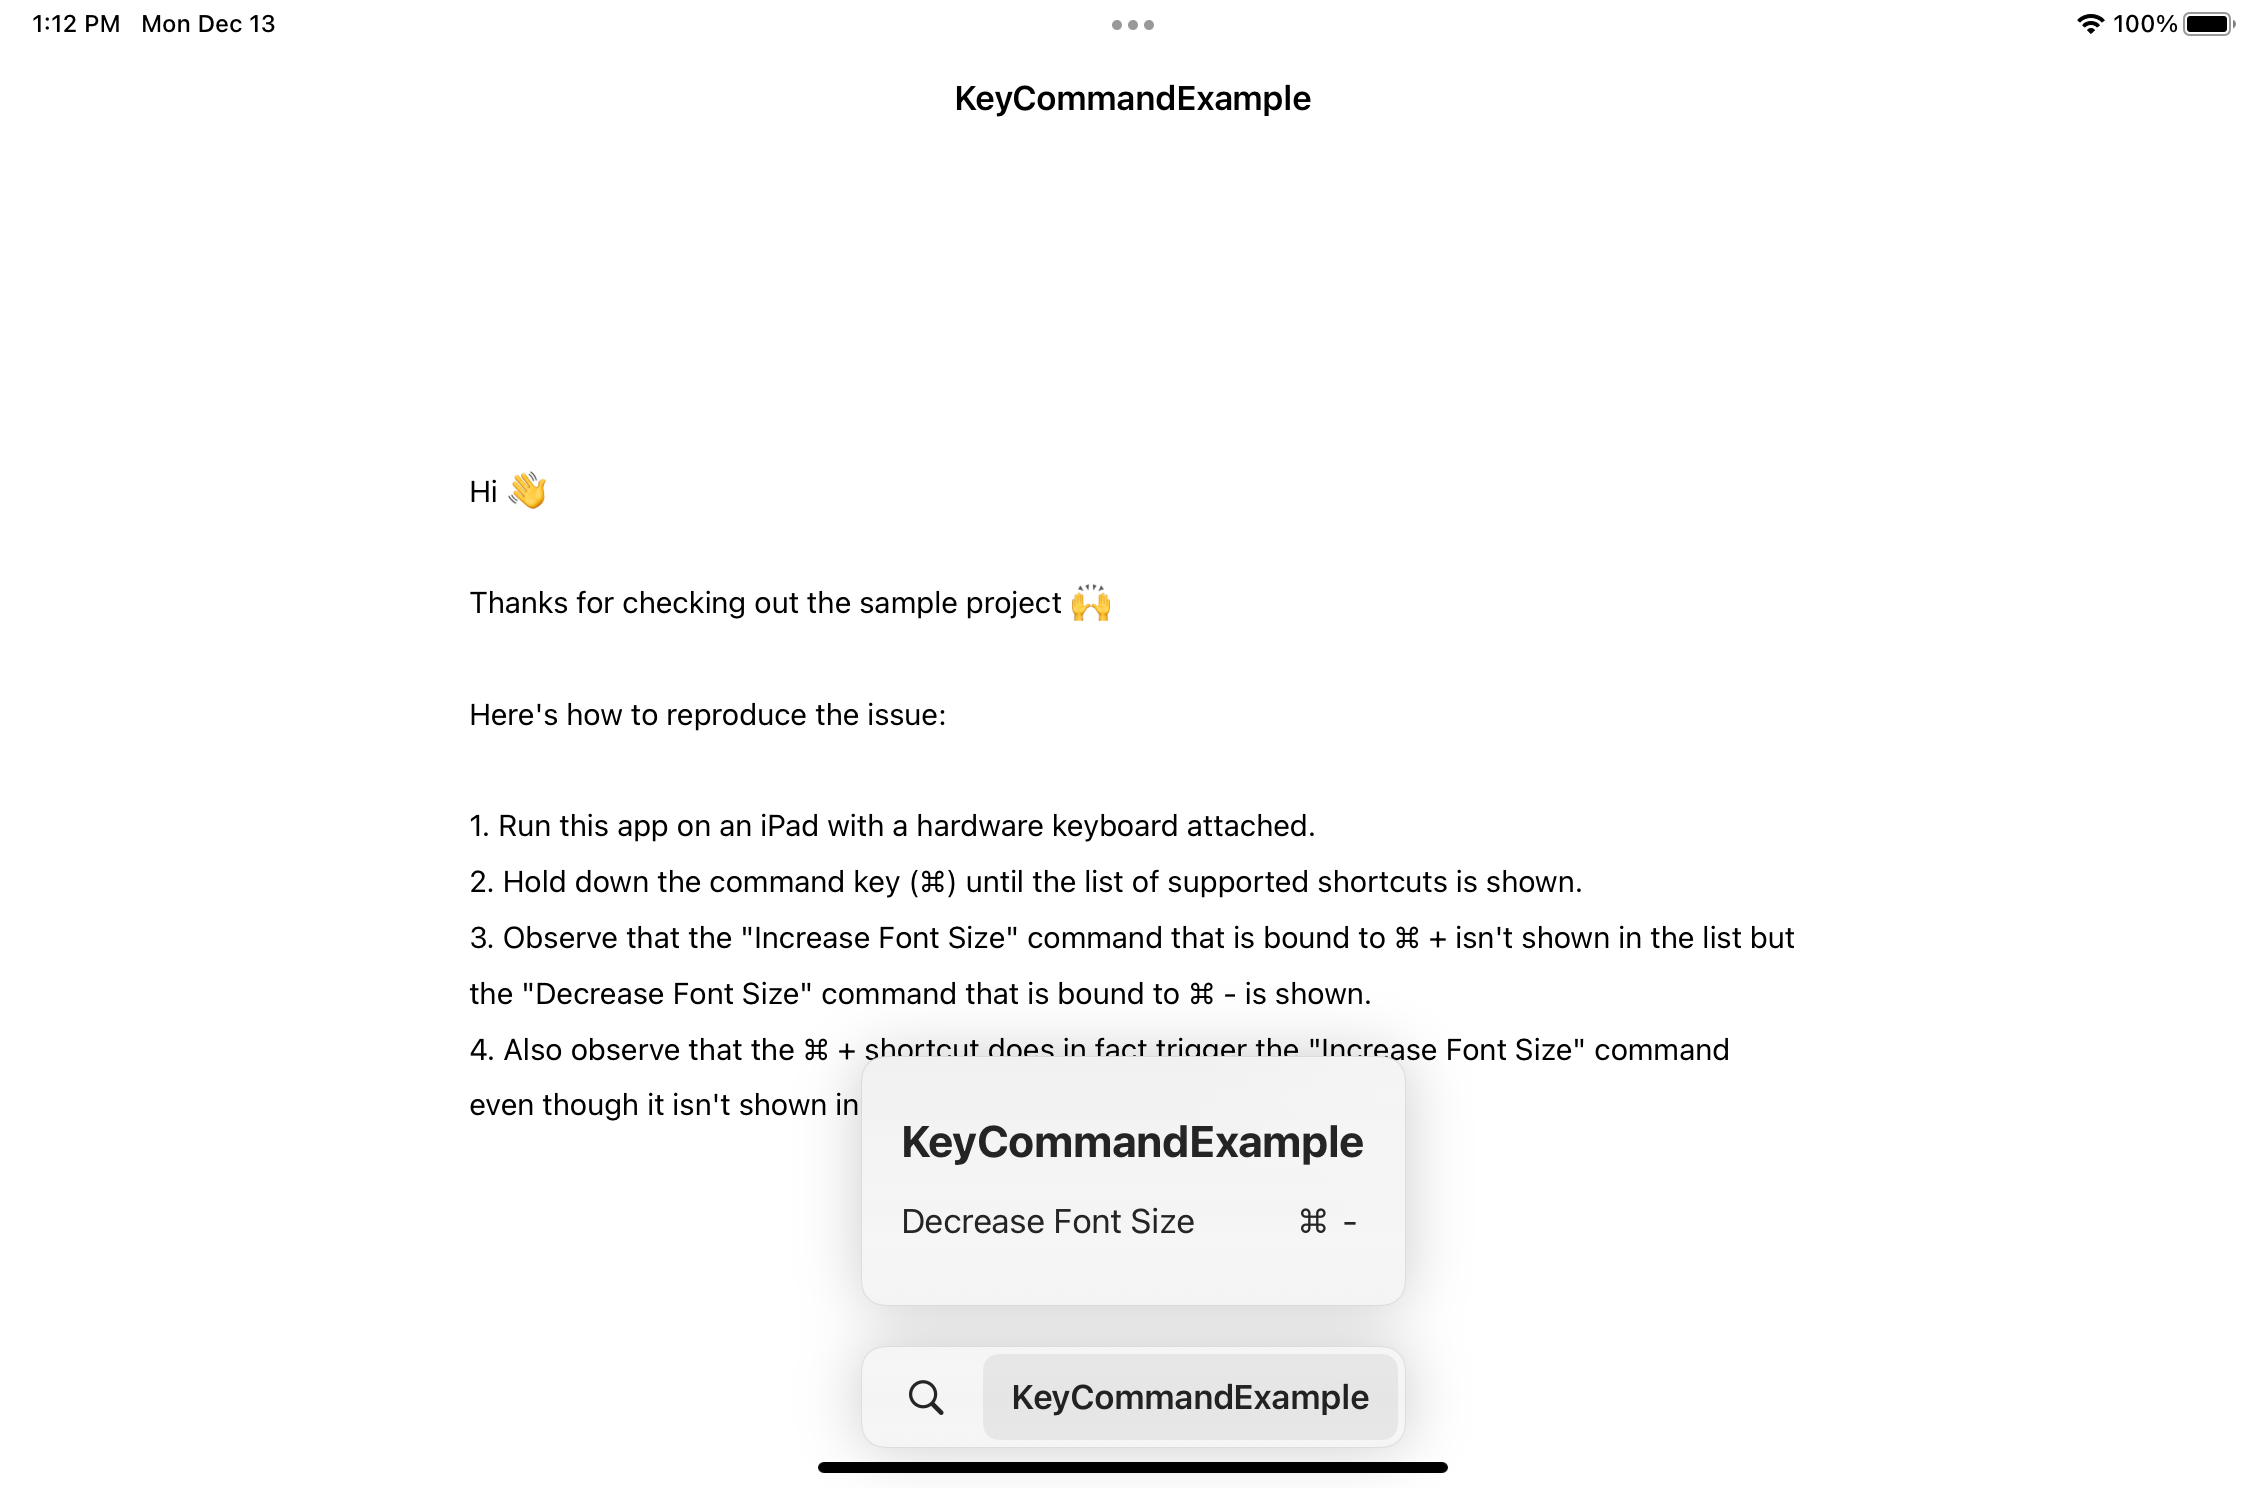 1:12 PM Mon Dec 13
100%
KeyCommandExample
Hi 👋
Thanks for checking out the sample project 🙌
Here's how to reproduce the issue:
1. Run this app on an iPad with a hardware keyboard attached.
2. Hold down the command key (⌘) until the list of supported shortcuts is shown.
3. Observe that the "Increase Font Size" command that is bound to ⌘ + isn't shown in the list but
the "Decrease Font Size" command that is bound to ⌘ - is shown.
4. Also observe that the ⌘ + shortcut does in fact trigger the "Increase Font Size" command
even though it isn't shown in
KeyCommandExample
Decrease Font Size ⌘ -
KeyCommandExample